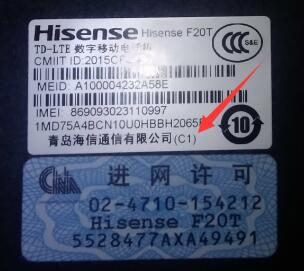 Hisense Hisense F20T
TD-LTE 数字移动电话机
CMIIT ID:2015CP
S&E
MEID: A100004232A58E
IMEI: 869093023110997
1MD75A4BCN10U0HBBH2065
10
青岛海信通信有限公司(C1)
进网许可
02-4710-154212
Hisense F20T
5528477AXA49491